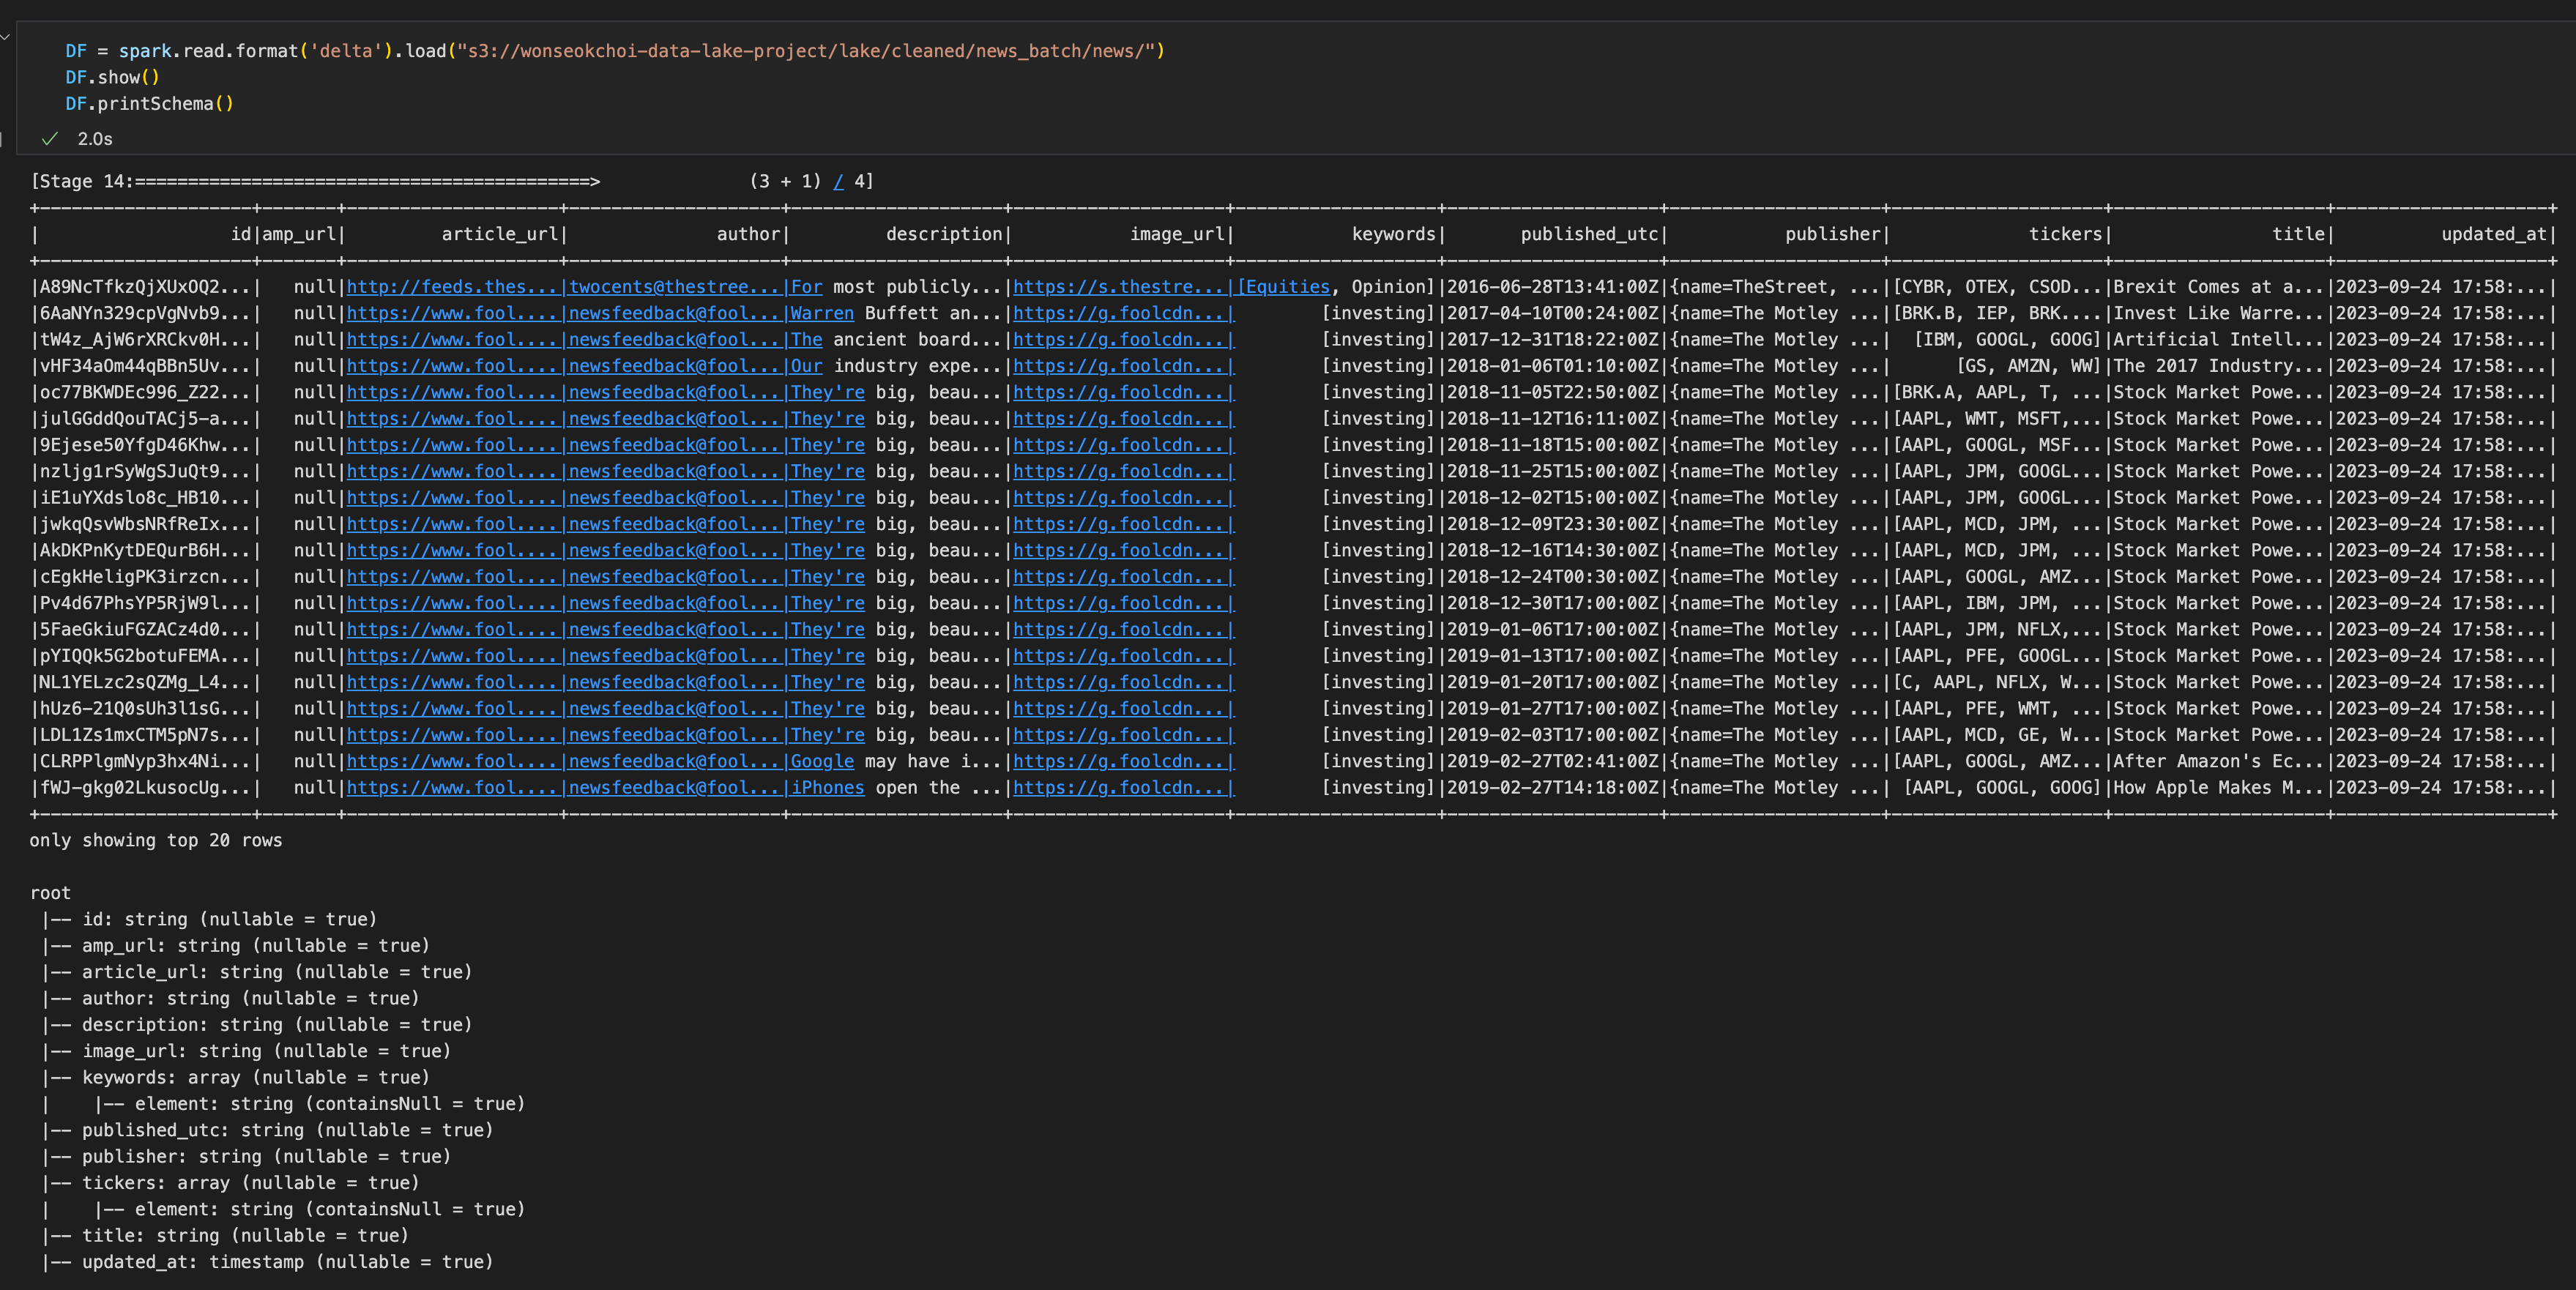 DF = spark.read.format('delta').load("s3://wonseokchoi-data-lake-project/lake/cleaned/news_batch/news/")
DF.show()
DF.printSchema()
2.0s
[Stage 14:===========================================>              (3 + 1) / 4]
+--------------------+-------+--------------------+--------------------+--------------------+--------------------+--------------------+--------------------+--------------------+--------------------+--------------------+--------------------+
|                  id|amp_url|         article_url|              author|         description|           image_url|            keywords|       published_utc|           publisher|             tickers|               title|          updated_at|
+--------------------+-------+--------------------+--------------------+--------------------+--------------------+--------------------+--------------------+--------------------+--------------------+--------------------+--------------------+
|A89NcTfkzQjXUxOQ2...|   null|http://feeds.thes...|twocents@thestree...|For most publicly...|https://s.thestre...|[Equities, Opinion]|2016-06-28T13:41:00Z|{name=TheStreet, ...|[CYBR, OTEX, CSOD...|Brexit Comes at a...|2023-09-24 17:58:...|
|6AaNYn329cpVgNvb9...|   null|https://www.fool....|newsfeedback@fool...|Warren Buffett an...|https://g.foolcdn...|        [investing]|2017-04-10T00:24:00Z|{name=The Motley ...|[BRK.B, IEP, BRK....|Invest Like Warre...|2023-09-24 17:58:...|
|tW4z_AjW6rXRCkv0H...|   null|https://www.fool....|newsfeedback@fool...|The ancient board...|https://g.foolcdn...|        [investing]|2017-12-31T18:22:00Z|{name=The Motley ...|  [IBM, GOOGL, GOOG]|Artificial Intell...|2023-09-24 17:58:...|
|vHF34aOm44qBBn5Uv...|   null|https://www.fool....|newsfeedback@fool...|Our industry expe...|https://g.foolcdn...|        [investing]|2018-01-06T01:10:00Z|{name=The Motley ...|      [GS, AMZN, WW]|The 2017 Industry...|2023-09-24 17:58:...|
|oc77BKWDEc996_Z22...|   null|https://www.fool....|newsfeedback@fool...|They're big, beau...|https://g.foolcdn...|        [investing]|2018-11-05T22:50:00Z|{name=The Motley ...|[BRK.A, AAPL, T, ...|Stock Market Powe...|2023-09-24 17:58:...|
|julGGddQouTACj5-a...|   null|https://www.fool....|newsfeedback@fool...|They're big, beau...|https://g.foolcdn...|        [investing]|2018-11-12T16:11:00Z|{name=The Motley ...|[AAPL, WMT, MSFT,...|Stock Market Powe...|2023-09-24 17:58:...|
|9Ejese50YfgD46Khw...|   null|https://www.fool....|newsfeedback@fool...|They're big, beau...|https://g.foolcdn...|        [investing]|2018-11-18T15:00:00Z|{name=The Motley ...|[AAPL, GOOGL, MSF...|Stock Market Powe...|2023-09-24 17:58:...|
|nzljg1rSyWgSJuQt9...|   null|https://www.fool....|newsfeedback@fool...|They're big, beau...|https://g.foolcdn...|        [investing]|2018-11-25T15:00:00Z|{name=The Motley ...|[AAPL, JPM, GOOGL...|Stock Market Powe...|2023-09-24 17:58:...|
|iE1uYXdslo8c_HB10...|   null|https://www.fool....|newsfeedback@fool...|They're big, beau...|https://g.foolcdn...|        [investing]|2018-12-02T15:00:00Z|{name=The Motley ...|[AAPL, JPM, GOOGL...|Stock Market Powe...|2023-09-24 17:58:...|
|jwkqQsvWbsNRfReIx...|   null|https://www.fool....|newsfeedback@fool...|They're big, beau...|https://g.foolcdn...|        [investing]|2018-12-09T23:30:00Z|{name=The Motley ...|[AAPL, MCD, JPM, ...|Stock Market Powe...|2023-09-24 17:58:...|
|AkDKPnKytDEQurB6H...|   null|https://www.fool....|newsfeedback@fool...|They're big, beau...|https://g.foolcdn...|        [investing]|2018-12-16T14:30:00Z|{name=The Motley ...|[AAPL, MCD, JPM, ...|Stock Market Powe...|2023-09-24 17:58:...|
|cEgkHeligPK3irzcn...|   null|https://www.fool....|newsfeedback@fool...|They're big, beau...|https://g.foolcdn...|        [investing]|2018-12-24T00:30:00Z|{name=The Motley ...|[AAPL, GOOGL, AMZ...|Stock Market Powe...|2023-09-24 17:58:...|
|Pv4d67PhsYP5RjW9l...|   null|https://www.fool....|newsfeedback@fool...|They're big, beau...|https://g.foolcdn...|        [investing]|2018-12-30T17:00:00Z|{name=The Motley ...|[AAPL, IBM, JPM, ...|Stock Market Powe...|2023-09-24 17:58:...|
|5FaeGkiuFGZACz4d0...|   null|https://www.fool....|newsfeedback@fool...|They're big, beau...|https://g.foolcdn...|        [investing]|2019-01-06T17:00:00Z|{name=The Motley ...|[AAPL, JPM, NFLX,...|Stock Market Powe...|2023-09-24 17:58:...|
|pYIQQk5G2botuFEMA...|   null|https://www.fool....|newsfeedback@fool...|They're big, beau...|https://g.foolcdn...|        [investing]|2019-01-13T17:00:00Z|{name=The Motley ...|[AAPL, PFE, GOOGL...|Stock Market Powe...|2023-09-24 17:58:...|
|NL1YELzc2sQZMg_L4...|   null|https://www.fool....|newsfeedback@fool...|They're big, beau...|https://g.foolcdn...|        [investing]|2019-01-20T17:00:00Z|{name=The Motley ...|[C, AAPL, NFLX, W...|Stock Market Powe...|2023-09-24 17:58:...|
|hUz6-21Q0sUh3l1sG...|   null|https://www.fool....|newsfeedback@fool...|They're big, beau...|https://g.foolcdn...|        [investing]|2019-01-27T17:00:00Z|{name=The Motley ...|[AAPL, PFE, WMT, ...|Stock Market Powe...|2023-09-24 17:58:...|
|LDL1Zs1mxCTM5pN7s...|   null|https://www.fool....|newsfeedback@fool...|They're big, beau...|https://g.foolcdn...|        [investing]|2019-02-03T17:00:00Z|{name=The Motley ...|[AAPL, MCD, GE, W...|Stock Market Powe...|2023-09-24 17:58:...|
|CLRPPlgmNyp3hx4Ni...|   null|https://www.fool....|newsfeedback@fool...|Google may have i...|https://g.foolcdn...|        [investing]|2019-02-27T02:41:00Z|{name=The Motley ...|[AAPL, GOOGL, AMZ...|After Amazon's Ec...|2023-09-24 17:58:...|
|fWJ-gkg02LkusocUg...|   null|https://www.fool....|newsfeedback@fool...|iPhones open the ...|https://g.foolcdn...|        [investing]|2019-02-27T14:18:00Z|{name=The Motley ...| [AAPL, GOOGL, GOOG]|How Apple Makes M...|2023-09-24 17:58:...|
+--------------------+-------+--------------------+--------------------+--------------------+--------------------+--------------------+--------------------+--------------------+--------------------+--------------------+--------------------+
only showing top 20 rows
root
 |-- id: string (nullable = true)
 |-- amp_url: string (nullable = true)
 |-- article_url: string (nullable = true)
 |-- author: string (nullable = true)
 |-- description: string (nullable = true)
 |-- image_url: string (nullable = true)
 |-- keywords: array (nullable = true)
 |    |-- element: string (containsNull = true)
 |-- published_utc: string (nullable = true)
 |-- publisher: string (nullable = true)
 |-- tickers: array (nullable = true)
 |    |-- element: string (containsNull = true)
 |-- title: string (nullable = true)
 |-- updated_at: timestamp (nullable = true)